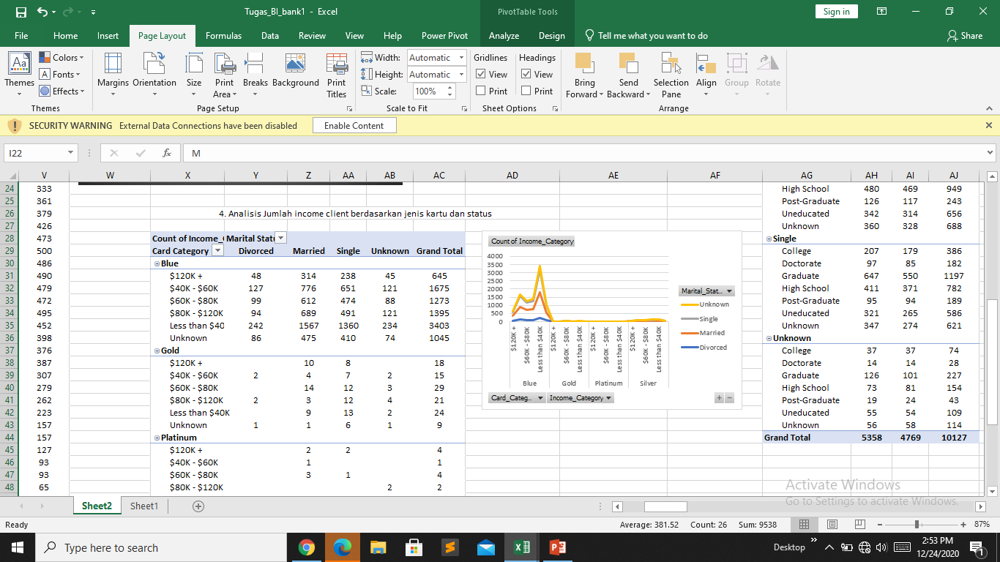 Tugas_BI_bank1 - Excel
PivotTable Tools
Sign in
File Home Insert Page Layout Formulas Data Review View Help Power Pivot Analyze Design Tell me what you want to do Share
Themes
Colors
Fonts
Effects
Themes
Margins Orientation Size Print Area Breaks Background Print Titles
Page Setup
Width: Automatic
Height: Automatic
Scale: 100%
Scale to Fit
Gridlines Headings
View View
Print Print
Sheet Options
Bring Forward Send Backward Selection Pane Align Group Rotate
Arrange
SECURITY WARNING External Data Connections have been disabled Enable Content
I22 fx M
V W X Y Z AA AB AC AD AE AF AG AH AI AJ
24 333 High School 480 469 949
25 361 Post-Graduate 126 117 243
26 379 4. Analisis Jumlah income client berdasarkan jenis kartu dan status Uneducated 342 314 656
27 426 Unknown 360 328 688
28 473 Count of Income_( Marital Statu Single
29 500 Card Category Divorced Married Single Unknown Grand Total College 207 179 386
30 486 Blue Doctorate 97 85 182
31 490 $120K + 48 314 238 45 645 Graduate 647 550 1197
32 479 $40K - $60K 127 776 651 121 1675 High School 411 371 782
33 472 $60K - $80K 99 612 474 88 1273 Post-Graduate 95 94 189
34 495 $80K - $120K 94 689 491 121 1395 Uneducated 321 265 586
35 452 Less than $40 242 1567 1360 234 3403 Unknown 347 274 621
36 398 Unknown 86 475 410 74 1045 Unknown
37 376 Gold College 37 37 74
38 387 $120K + 10 8 18 Doctorate 14 14 28
39 307 $40K - $60K 2 4 7 2 15 Graduate 126 101 227
40 279 $60K - $80K 14 12 3 29 High School 73 81 154
41 262 $80K - $120K 2 3 12 4 21 Post-Graduate 19 24 43
42 223 Less than $40K 9 13 2 24 Uneducated 55 54 109
43 157 Unknown 1 1 6 1 9 Unknown 56 58 114
44 157 Platinum Grand Total 5358 4769 10127
45 127 $120K + 2 2 4
46 93 $40K - $60K 1 1
47 93 $60K - $80K 3 1 4
48 65 $80K - $120K 2 2
Count of Income_Category
4000
3500
3000
2500
2000
1500
1000
500
0
$120K +
$60K - $80K
Less than $40K
$120K +
$60K - $80K
Less than $40K
$120K +
$60K - $80K
Less than $40K
$120K +
$60K - $80K
Less than $40K
Blue Gold Platinum Silver
Marital_Stat...
Unknown
Single
Married
Divorced
Card_Categ.. Income_Category
+ -
Activate Windows
Go to Settings to activate Windows.
Sheet2 Sheet1
Ready Average: 381.52 Count: 26 Sum: 9538 87%
Type here to search
Desktop
2:53 PM
12/24/2020
1